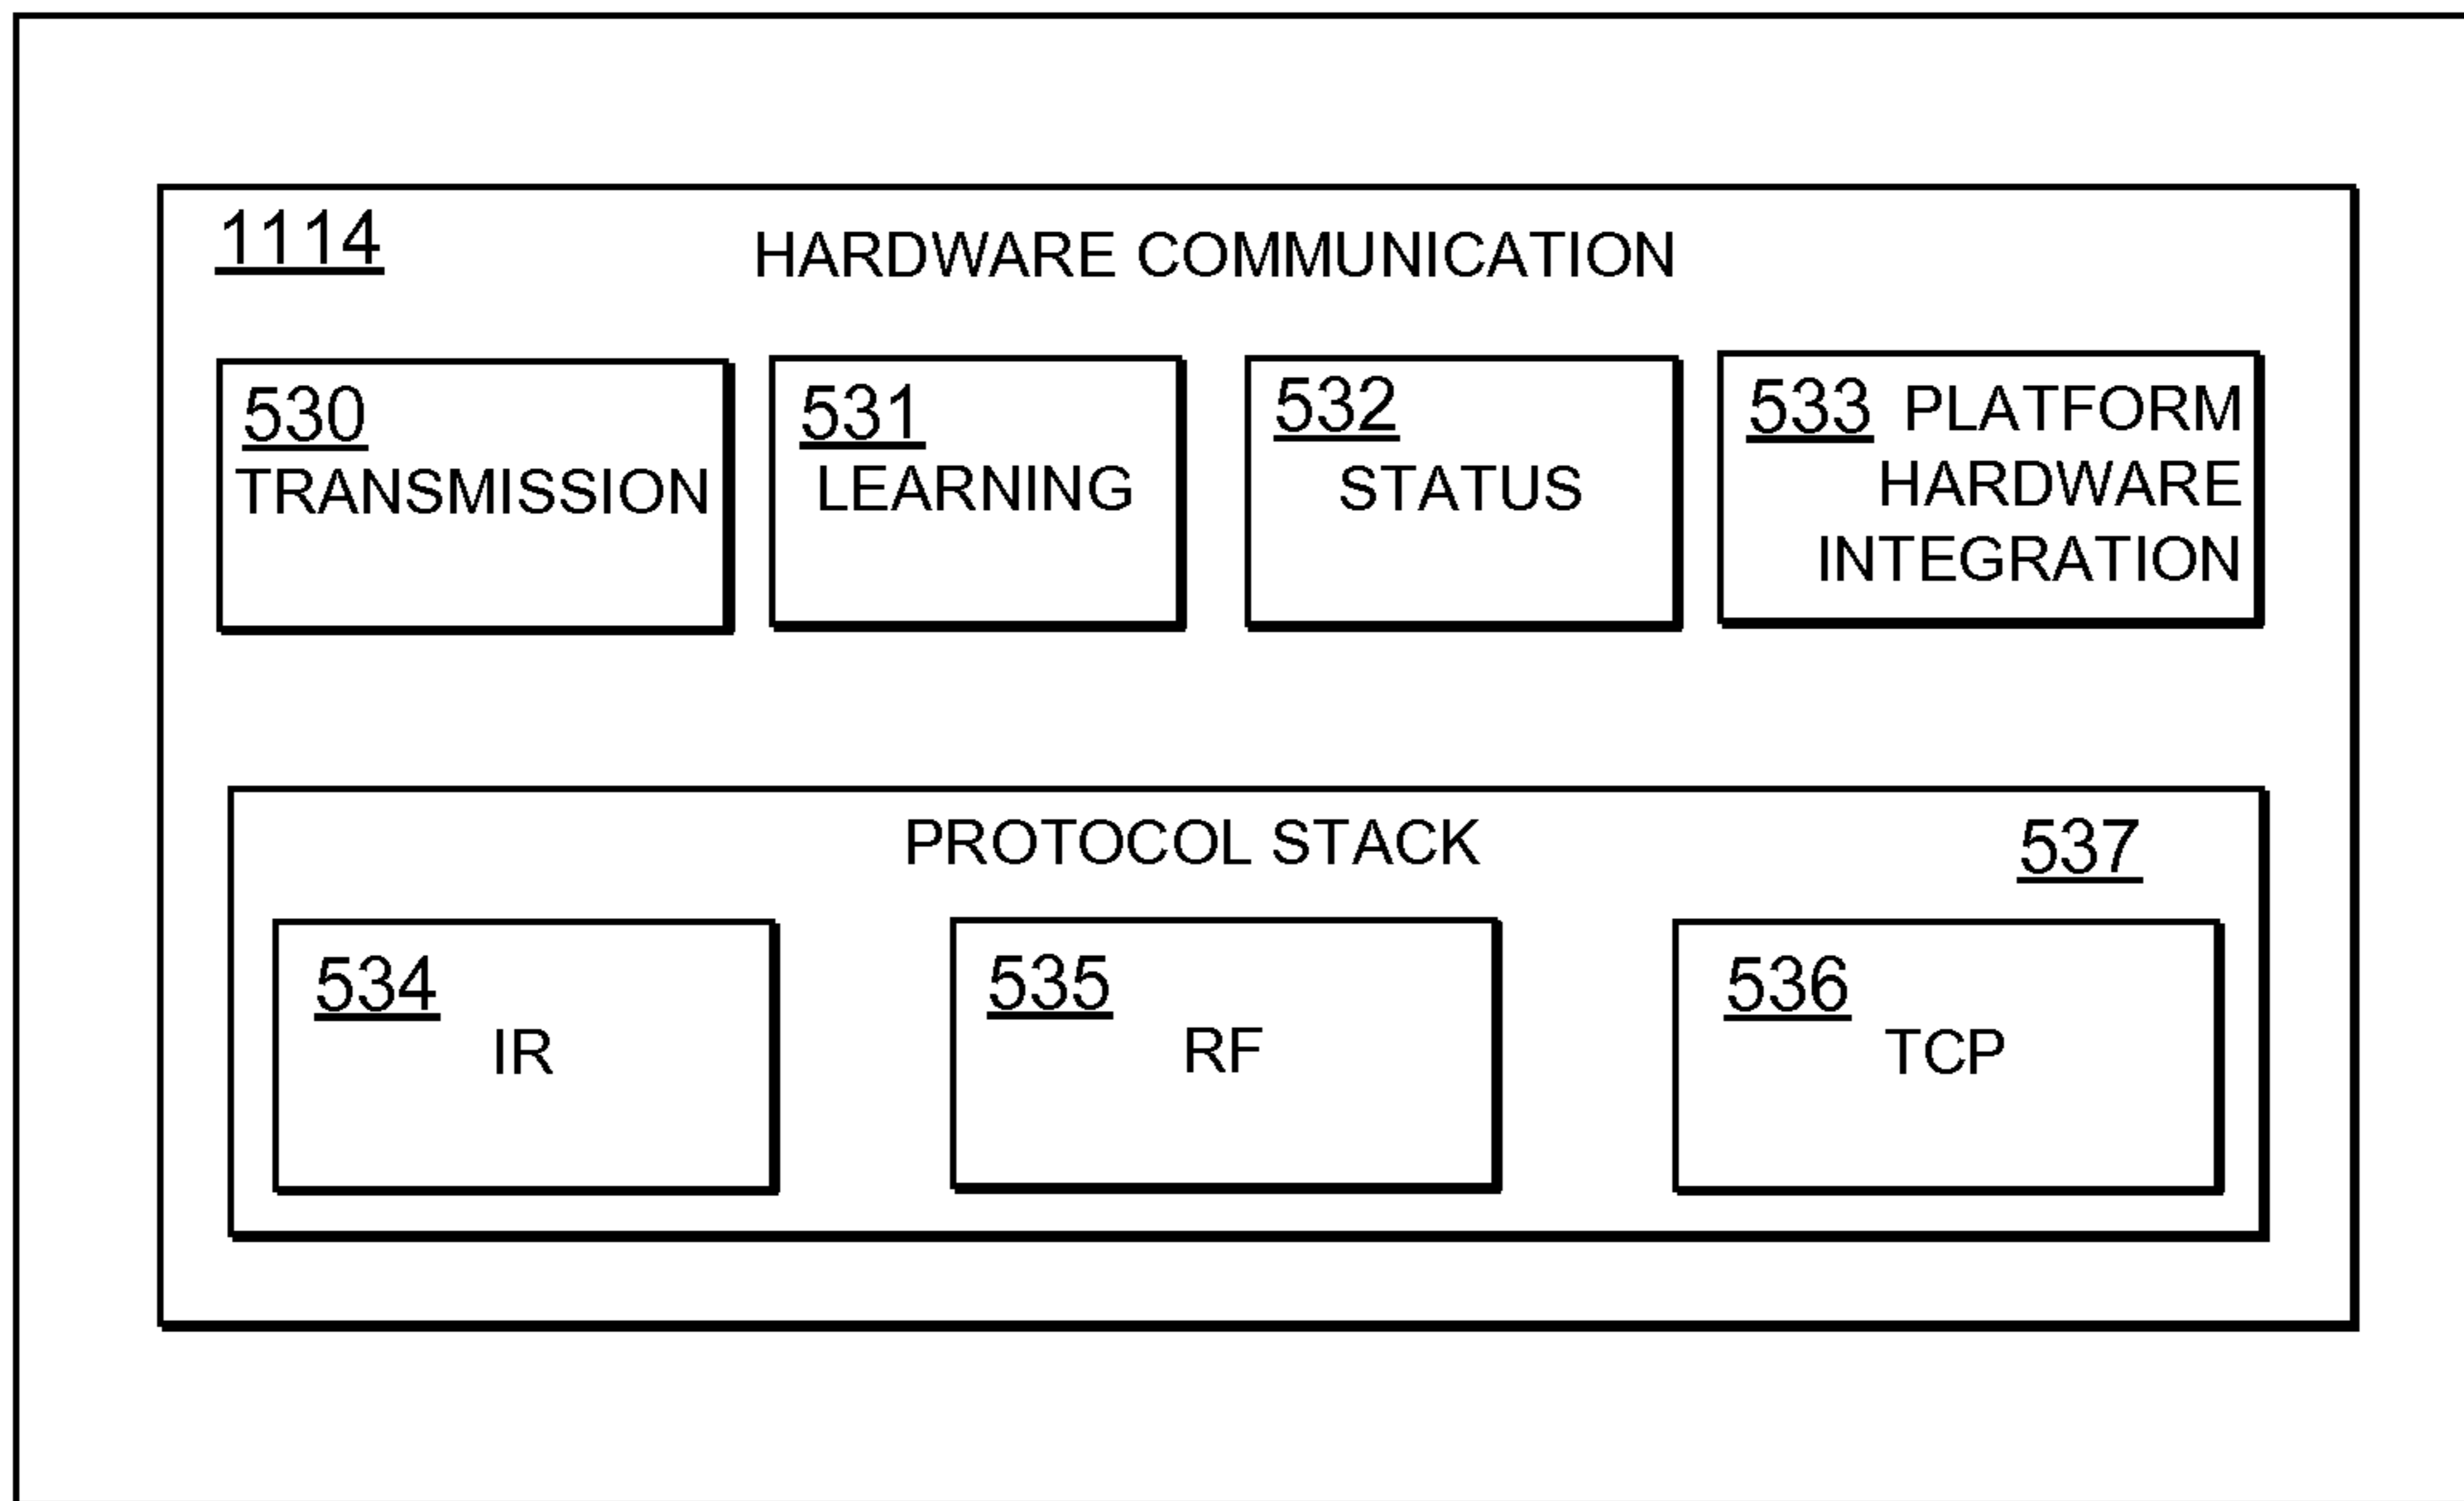 1114
HARDWARE COMMUNICATION
530
TRANSMISSION
531
LEARNING
532
STATUS
533 PLATFORM
HARDWARE
INTEGRATION
PROTOCOL STACK
537
534
IR
535
RF
536
TCP